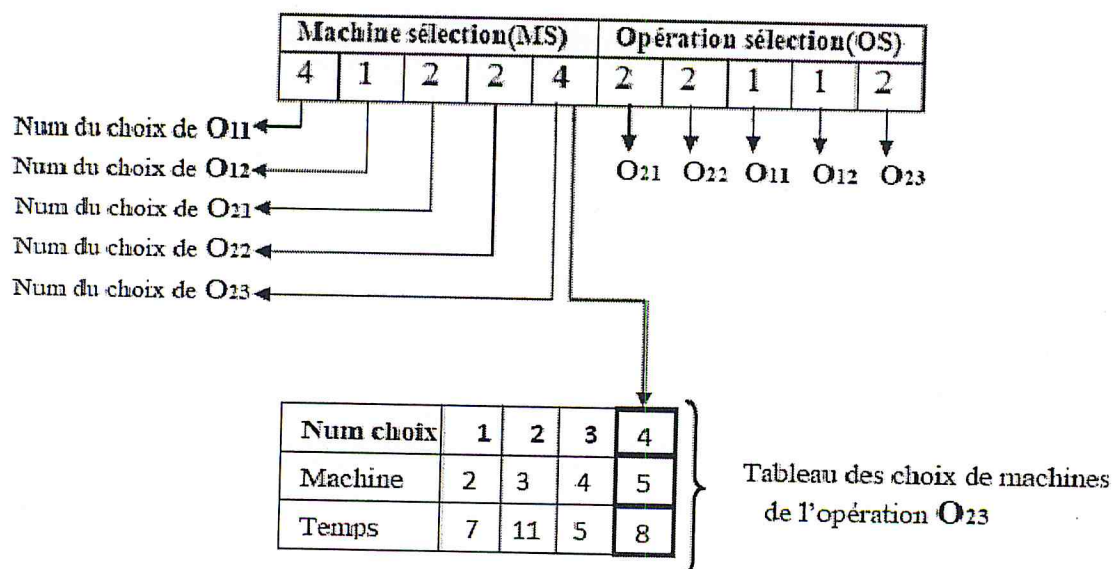 Machine sélection(MS) Opération sélection(OS)
4 1 2 2 4 2 2 1 1 2
Num du choix de O11
Num du choix de O12
Num du choix de O21
Num du choix de O22
Num du choix de O23
O21 O22 O11 O12 O23
Num choix 1 2 3 4
Machine 2 3 4 5
Temps 7 11 5 8
Tableau des choix de machines
de l'opération O23